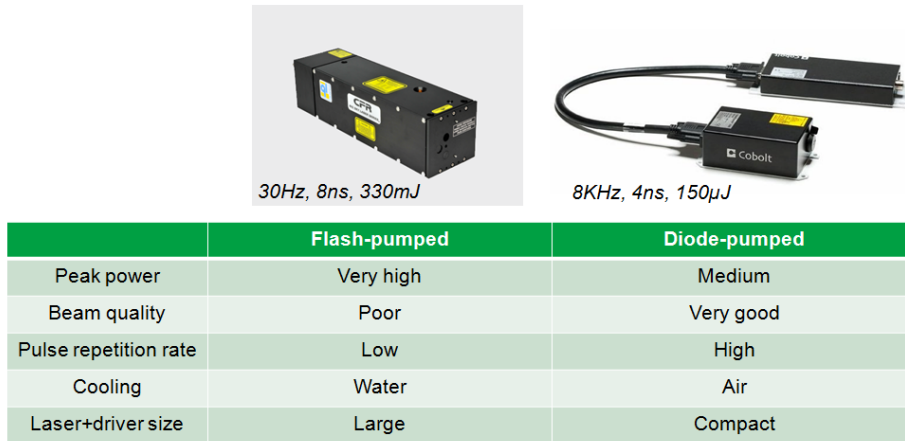 CFR
Cobolt
30Hz, 8ns, 330mJ
8KHz, 4ns, 150µJ
Flash-pumped Diode-pumped
Peak power Very high Medium
Beam quality Poor Very good
Pulse repetition rate Low High
Cooling Water Air
Laser+driver size Large Compact